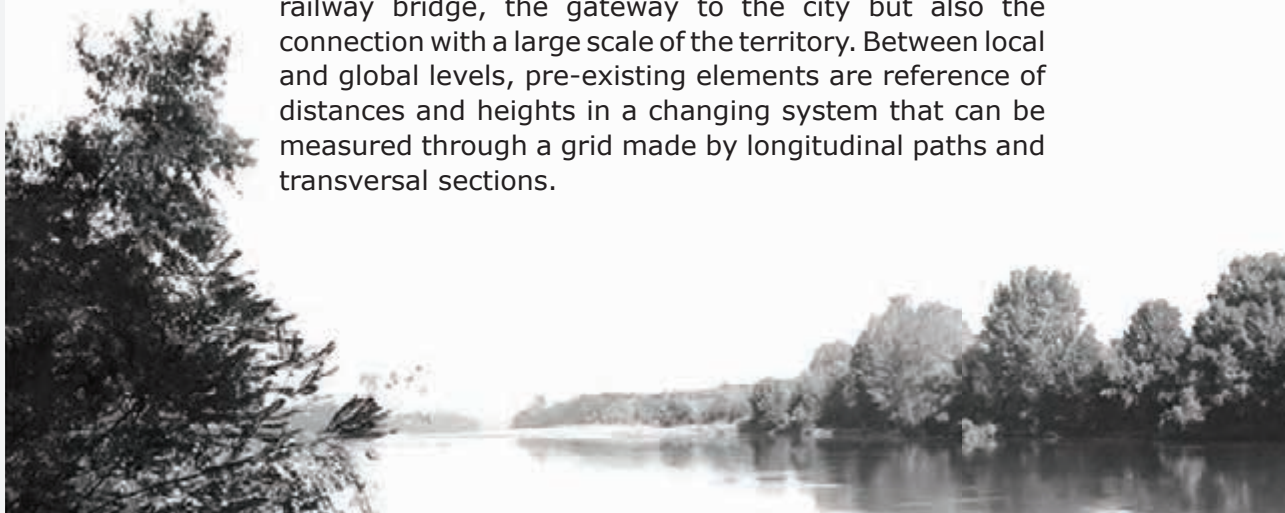 railway bridge, the gateway to the city but also the
connection with a large scale of the territory. Between local
and global levels, pre-existing elements are reference of
distances and heights in a changing system that can be
measured through a grid made by longitudinal paths and
transversal sections.